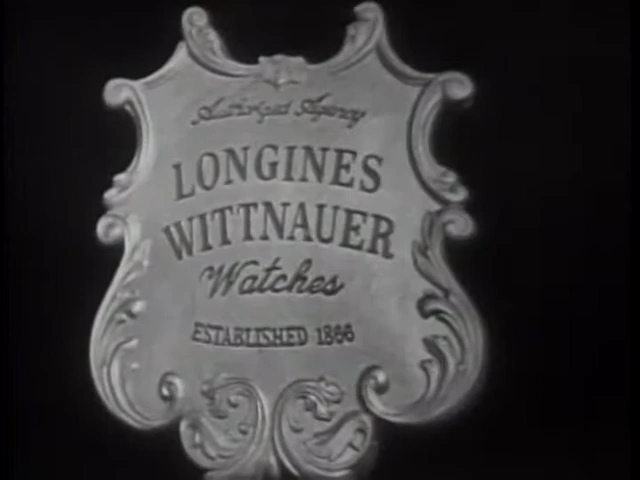 Authorized Agency
LONGINES
WITTNAUER
Watches
ESTABLISHED 1866